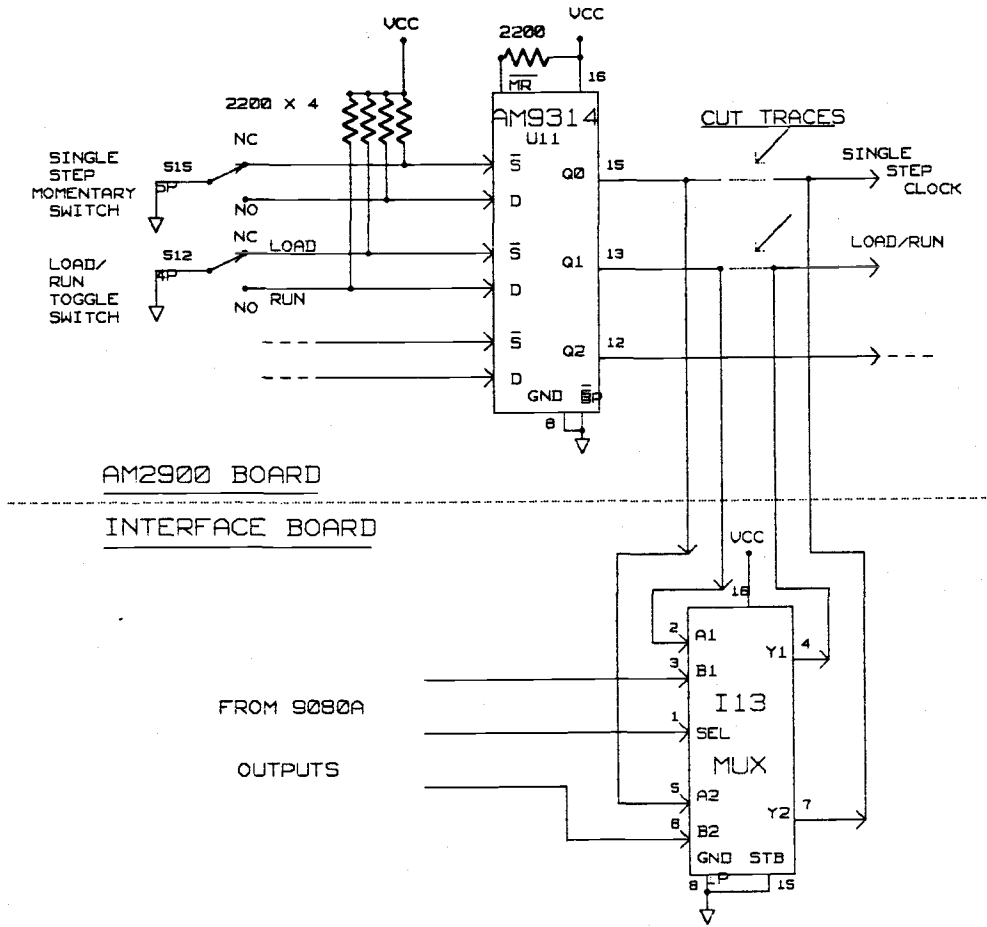 VCC
2200
VCC
16
MR
2200 X 4
AM9314
U11
CUT TRACES
NC
SINGLE
STEP
MOMENTARY
SWITCH
S15
S
Q0
15
SINGLE
STEP
CLOCK
D
NO
NC
LOAD
LOAD/
RUN
TOGGLE
SWITCH
S12
4P
S
Q1
13
LOAD/RUN
D
NO
RUN
S
Q2
12
D
GND
8
AM2900 BOARD
INTERFACE BOARD
VCC
16
2
A1
Y1
4
3
B1
FROM 9080A
I13
1
SEL
OUTPUTS
MUX
5
A2
Y2
7
6
B2
GND STB
8
15